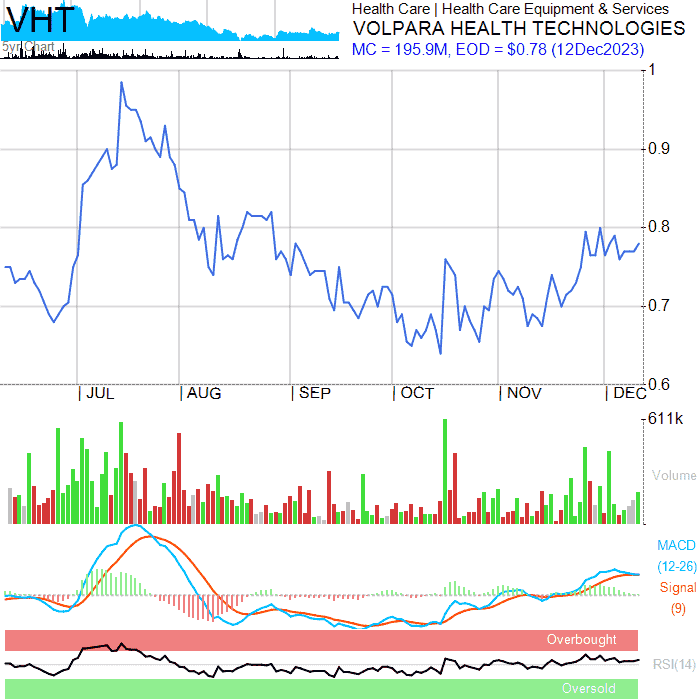 VHT
5yr Chart
Health Care | Health Care Equipment & Services
VOLPARA HEALTH TECHNOLOGIES
MC = 195.9M, EOD = $0.78 (12Dec2023)
1
0.9
0.8
0.7
0.6
| JUL | AUG | SEP | OCT | NOV | DEC
611k
Volume
MACD
(12-26)
Signal
(9)
Overbought
RSI(14)
Oversold